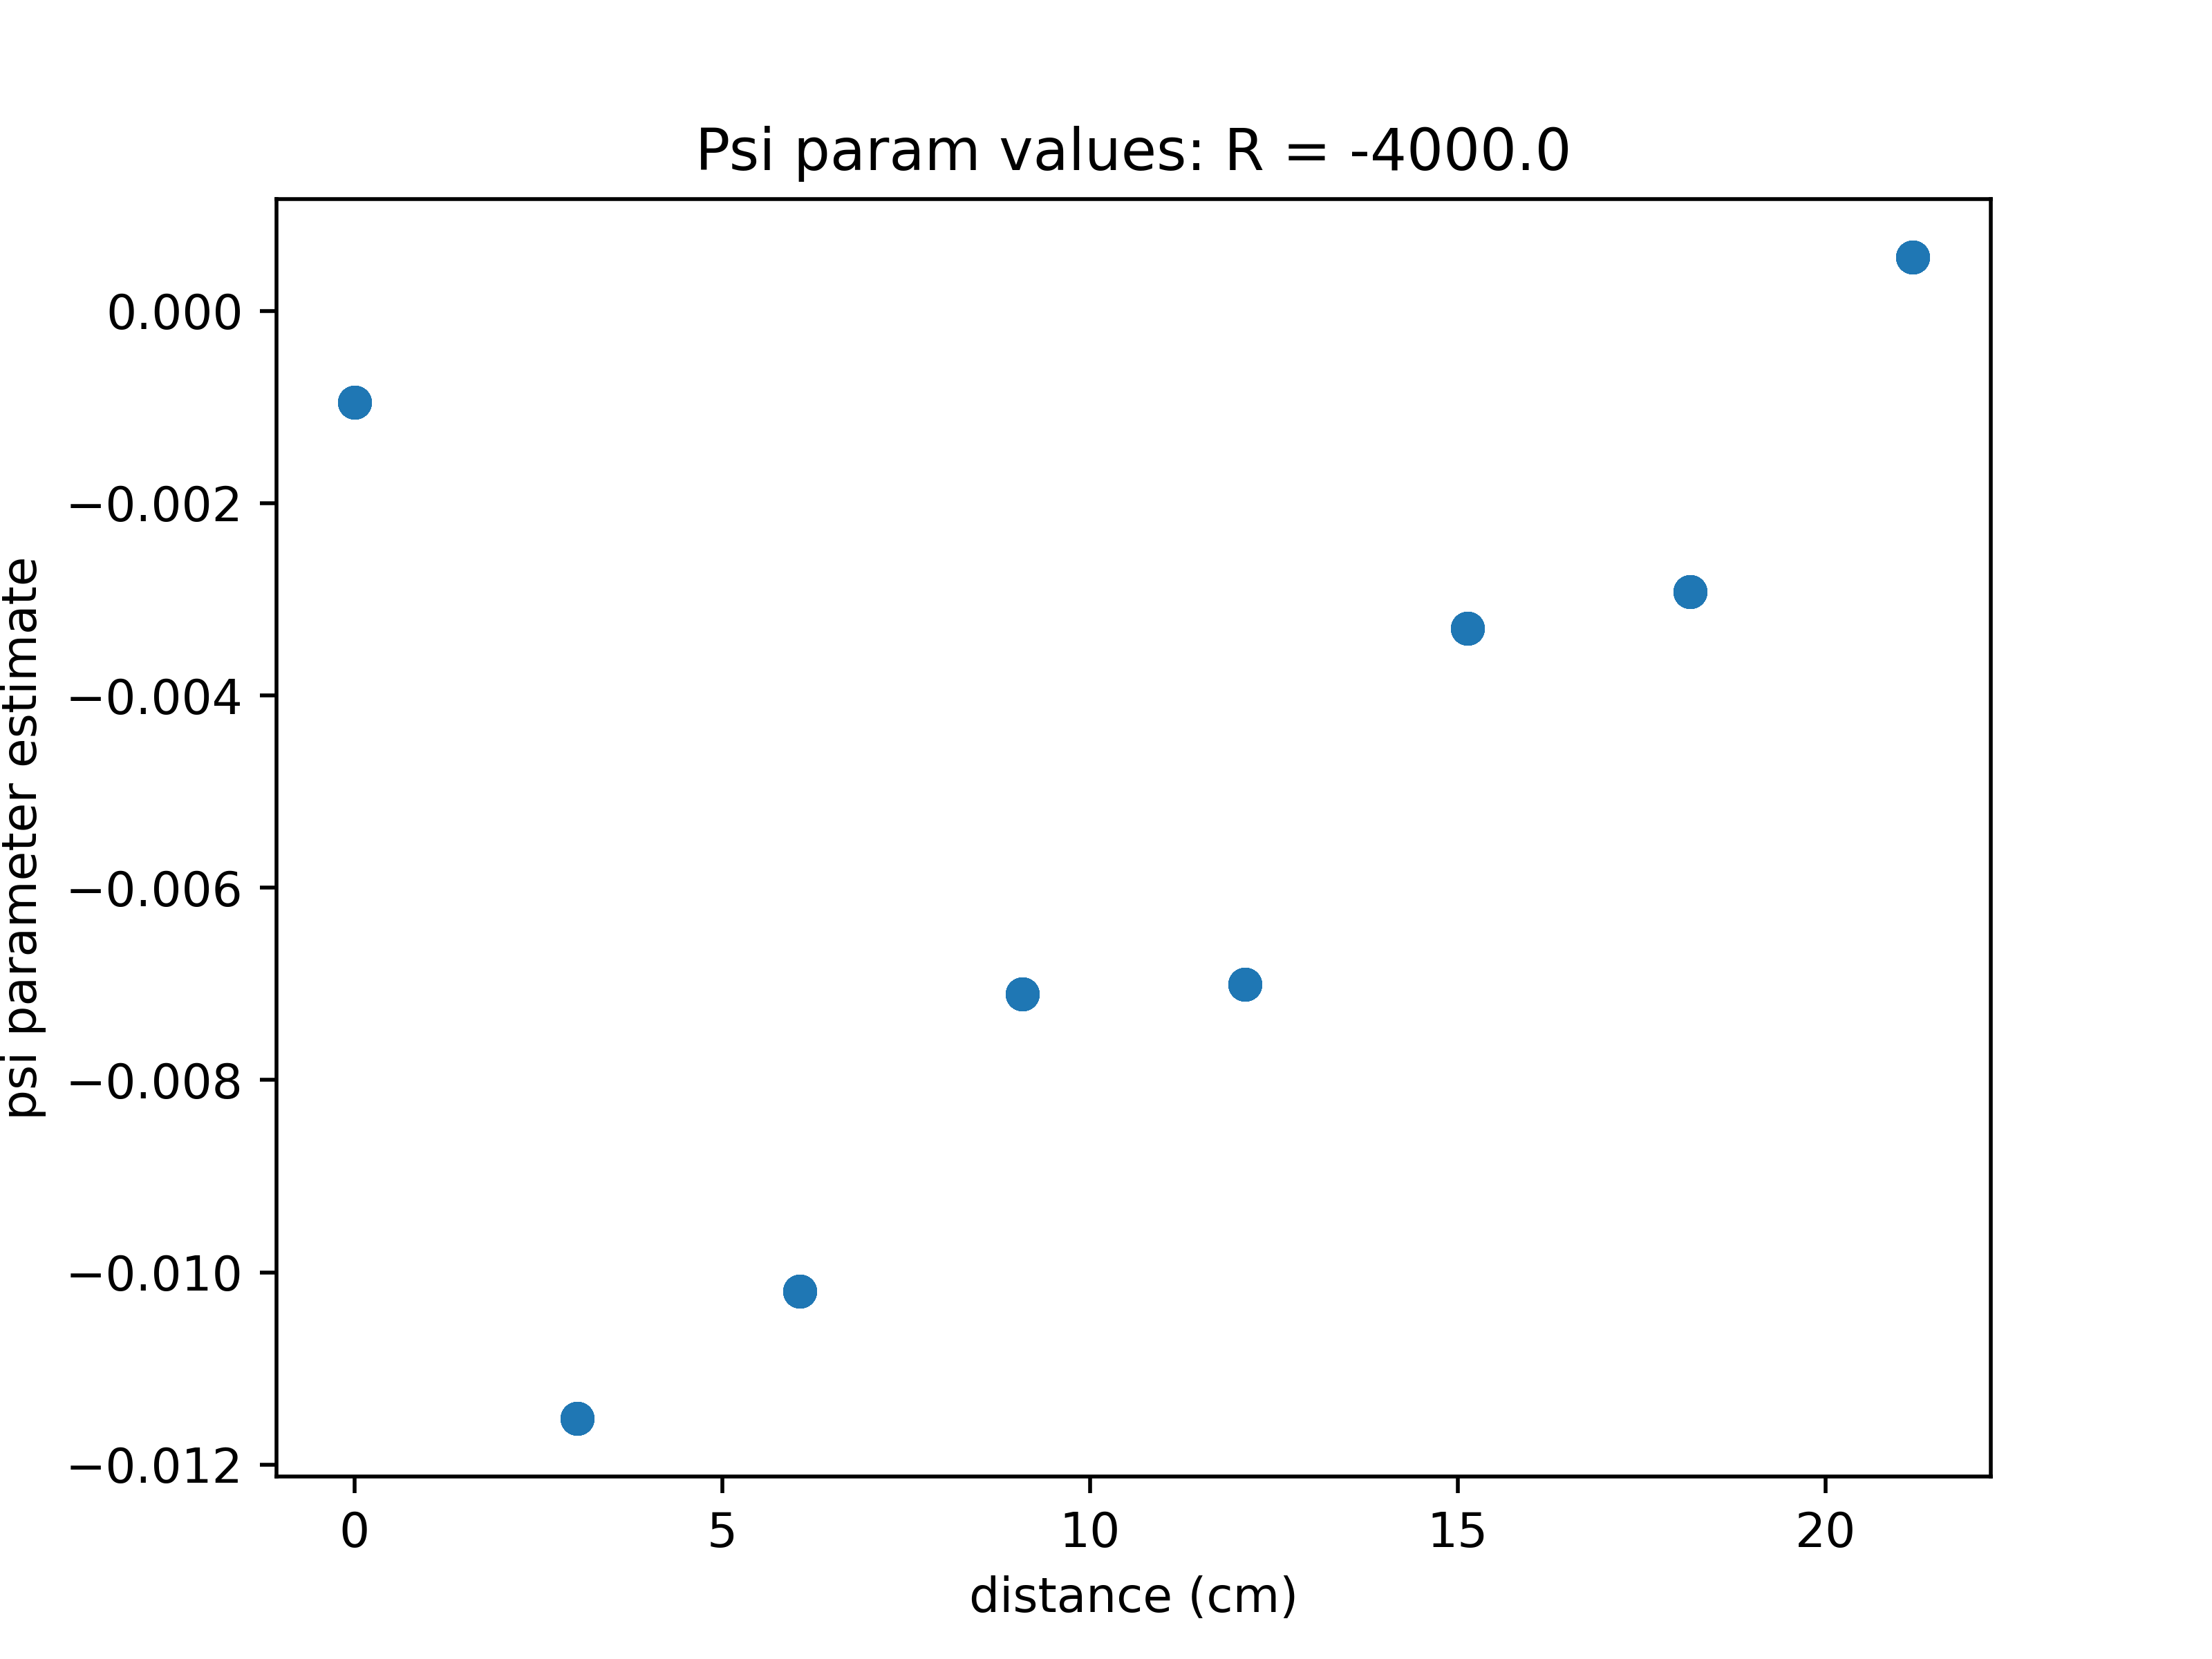 Psi param values: R = -4000.0
psi parameter estimate
0.000
−0.002
−0.004
−0.006
−0.008
−0.010
−0.012
0 5 10 15 20
distance (cm)